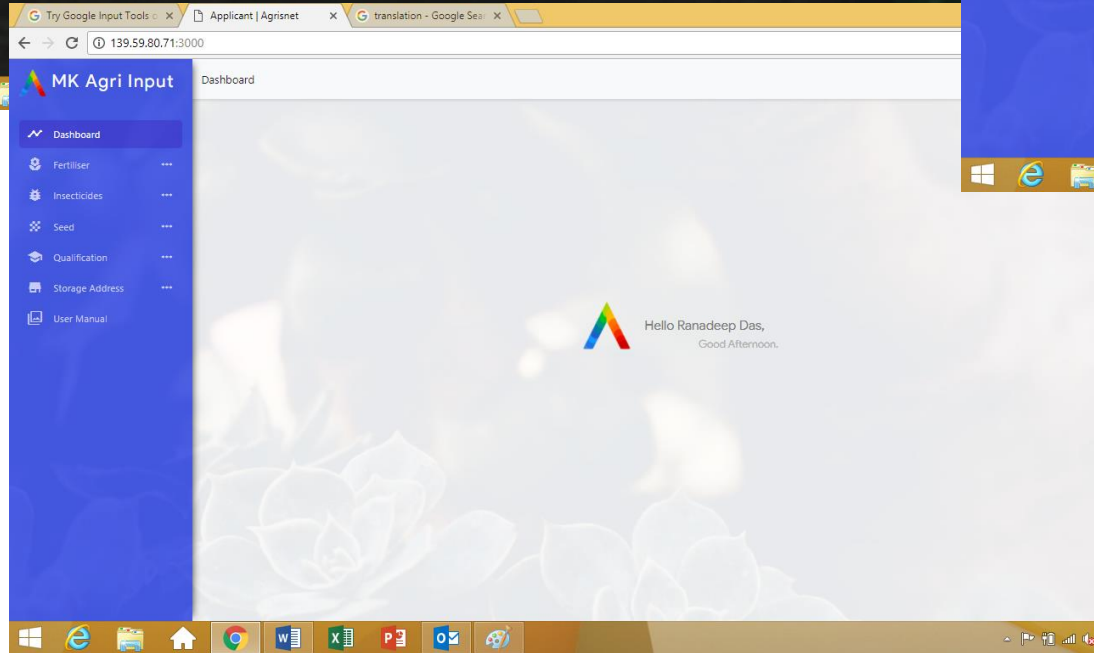 Try Google Input Tools o
Applicant | Agrisnet
translation - Google Sea
139.59.80.71:3000
MK Agri Input
Dashboard
Dashboard
Fertiliser
Insecticides
Seed
Qualification
Storage Address
User Manual
Hello Ranadeep Das,
Good Afternoon.